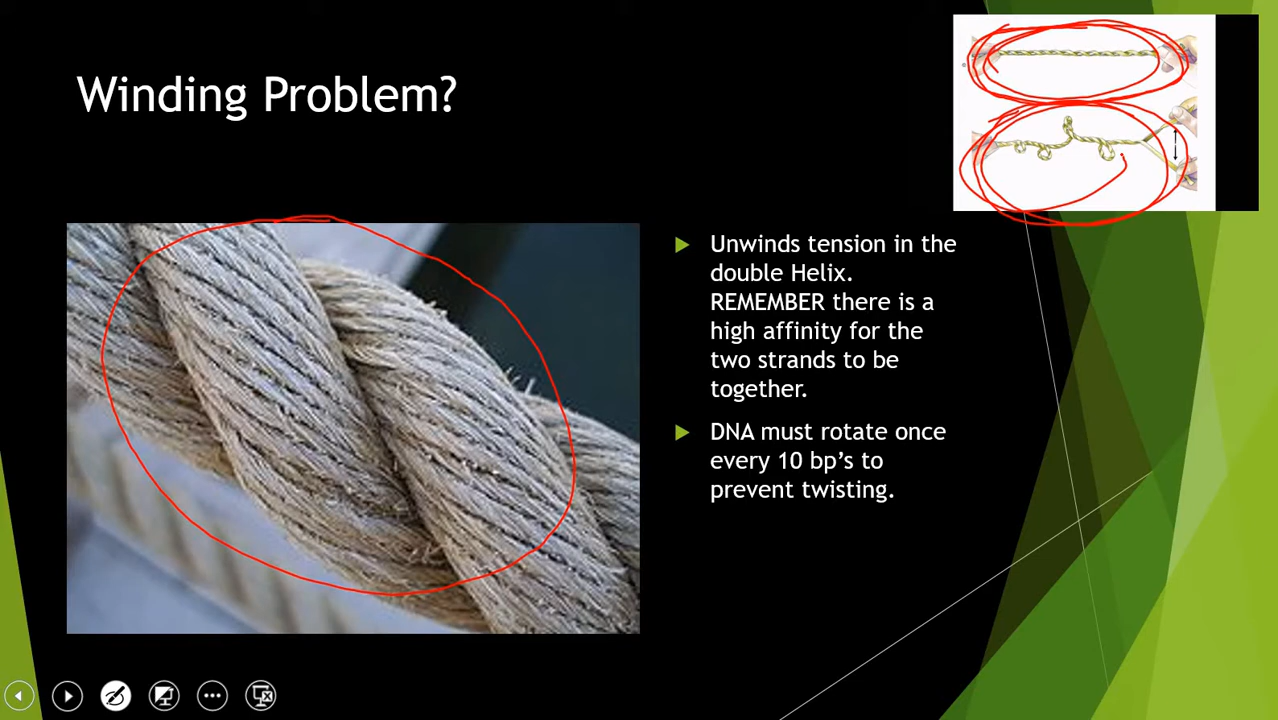 Winding Problem?
Unwinds tension in the
double Helix.
REMEMBER there is a
high affinity for the
two strands to be
together.
DNA must rotate once
every 10 bp’s to
prevent twisting.